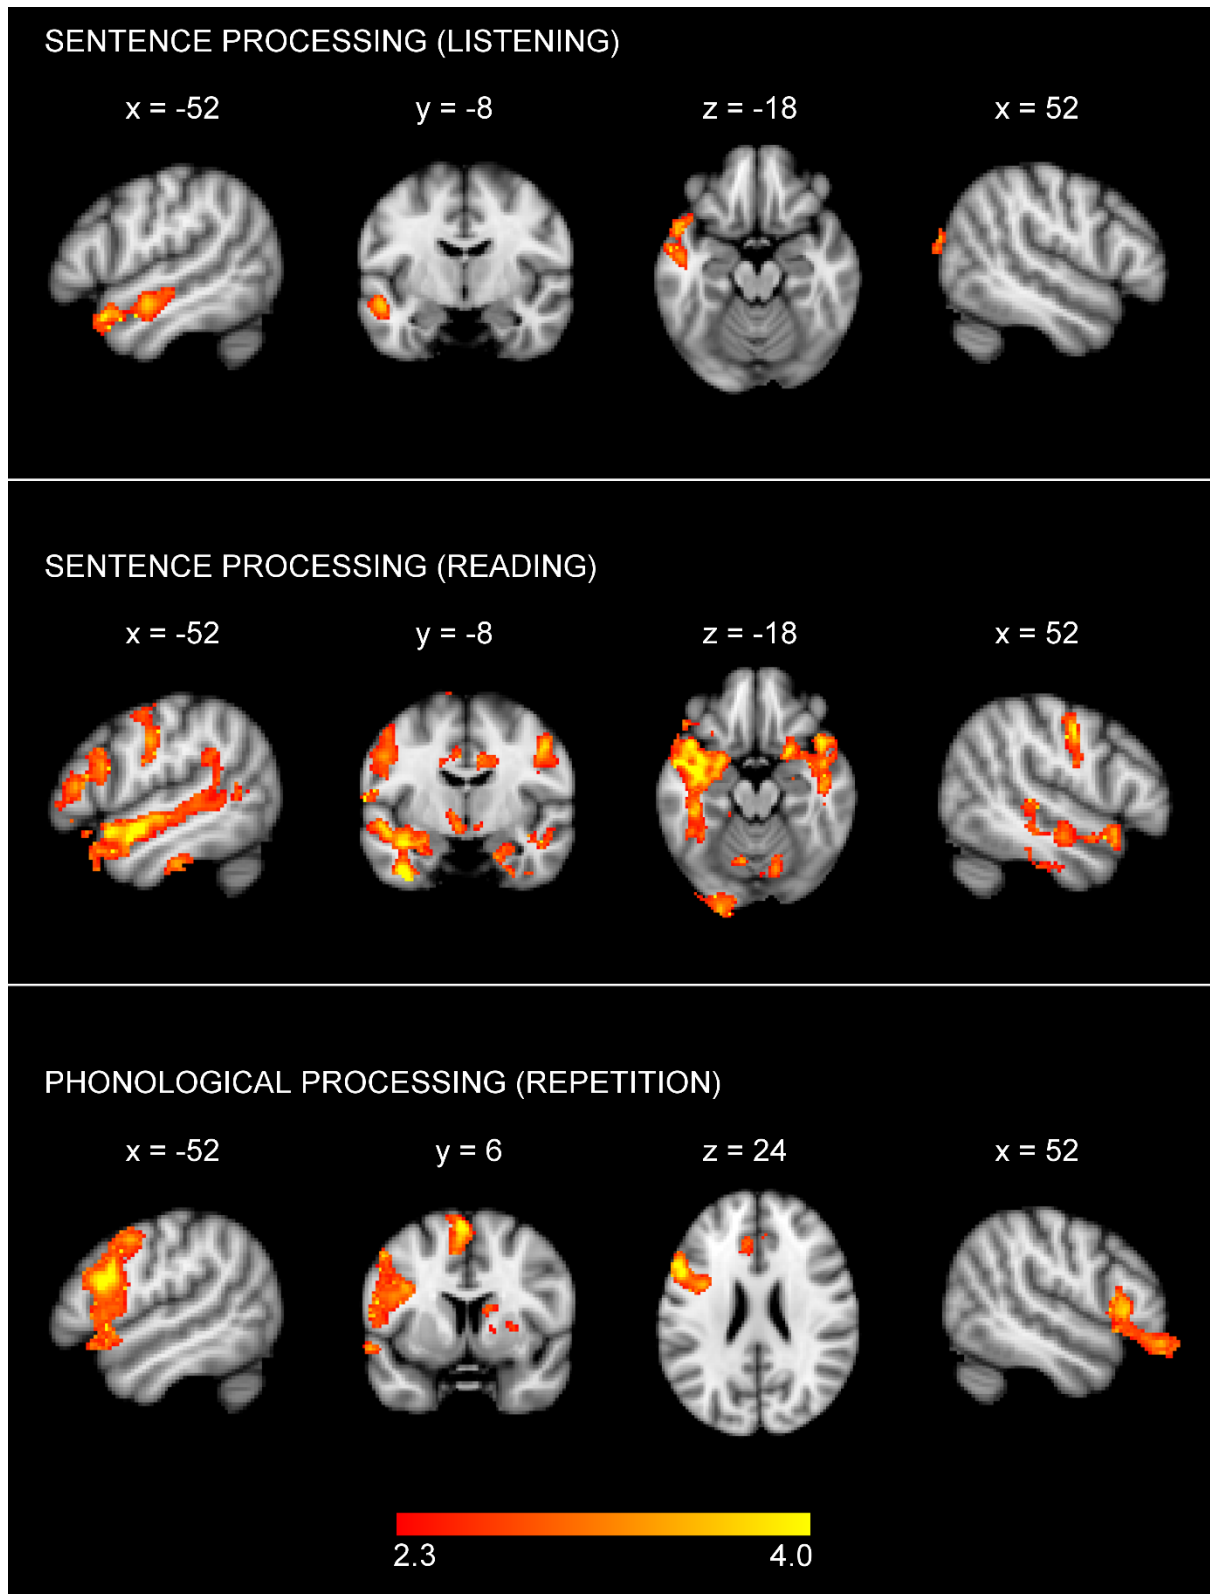 SENTENCE PROCESSING (LISTENING)
x = -52 y = -8 z = -18 x = 52
SENTENCE PROCESSING (READING)
x = -52 y = -8 z = -18 x = 52
PHONOLOGICAL PROCESSING (REPETITION)
x = -52 y = 6 z = 24 x = 52
2.3 4.0